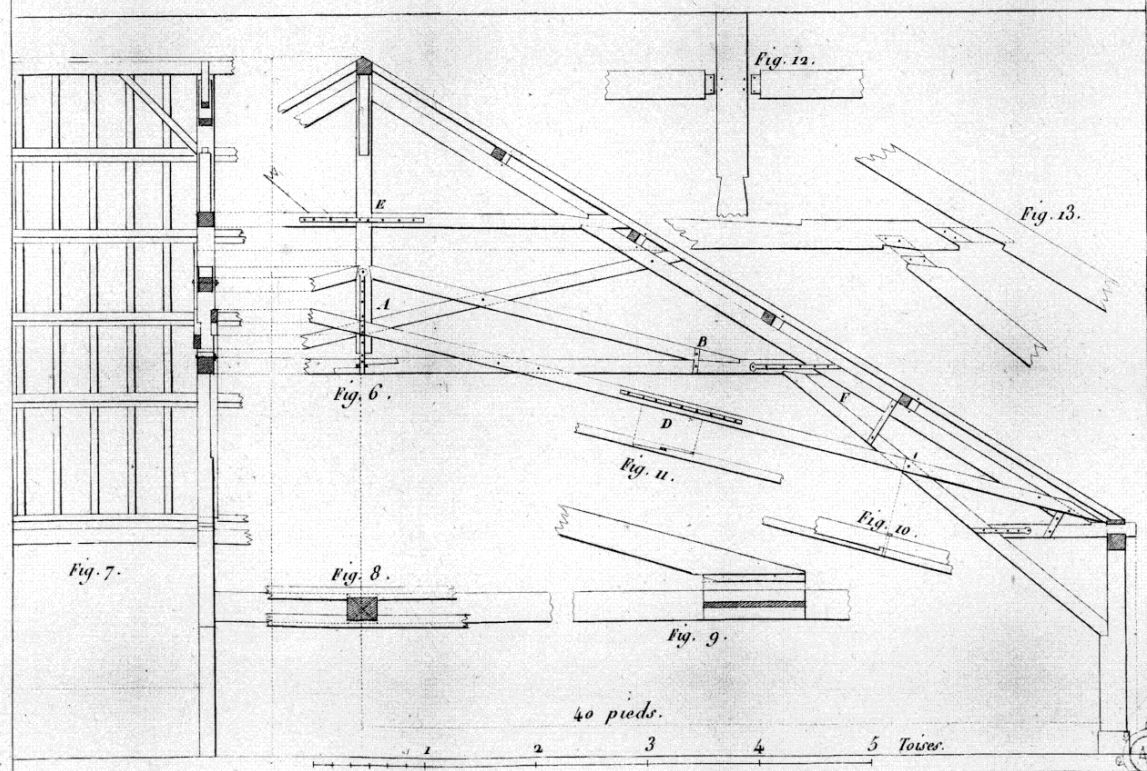 Fig. 12.
Fig. 13.
E
A
B
Fig. 6.
F
D
Fig. 11.
Fig. 10.
Fig. 7.
Fig. 8.
Fig. 9.
40 pieds.
1 2 3 4 5 Toises.